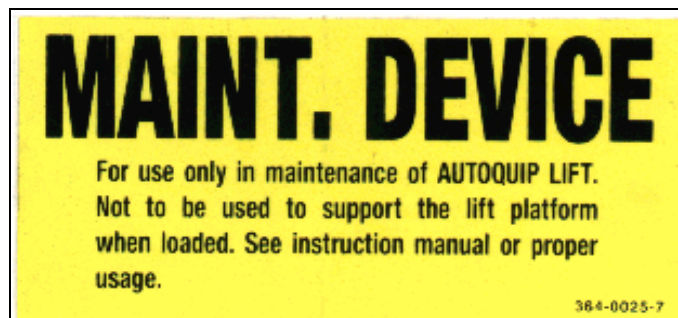 MAINT. DEVICE
For use only in maintenance of AUTOQUIP LIFT.
Not to be used to support the lift platform
when loaded. See instruction manual or proper
usage.
364-0025-7